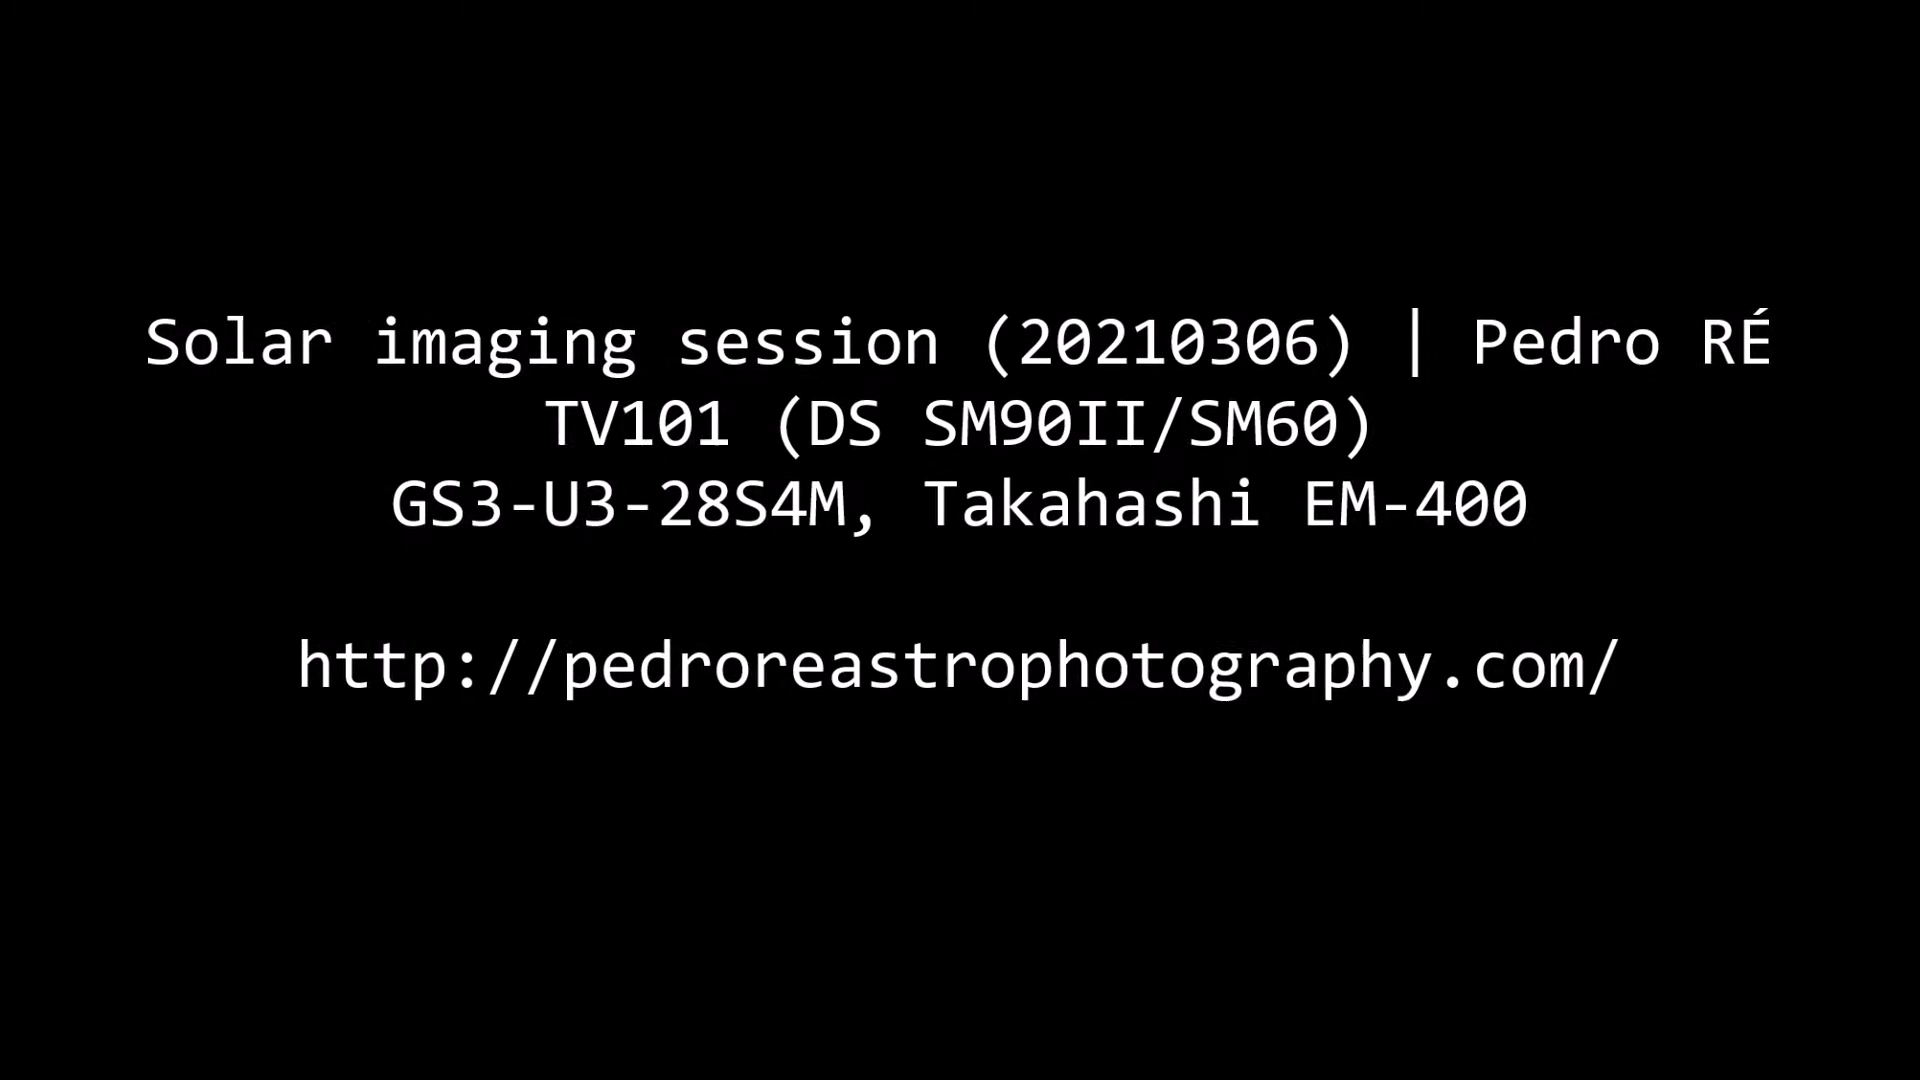 Solar imaging session (20210306) | Pedro RÉ
TV101 (DS SM90II/SM60)
GS3-U3-28S4M, Takahashi EM-400
http://pedroreastrophotography.com/